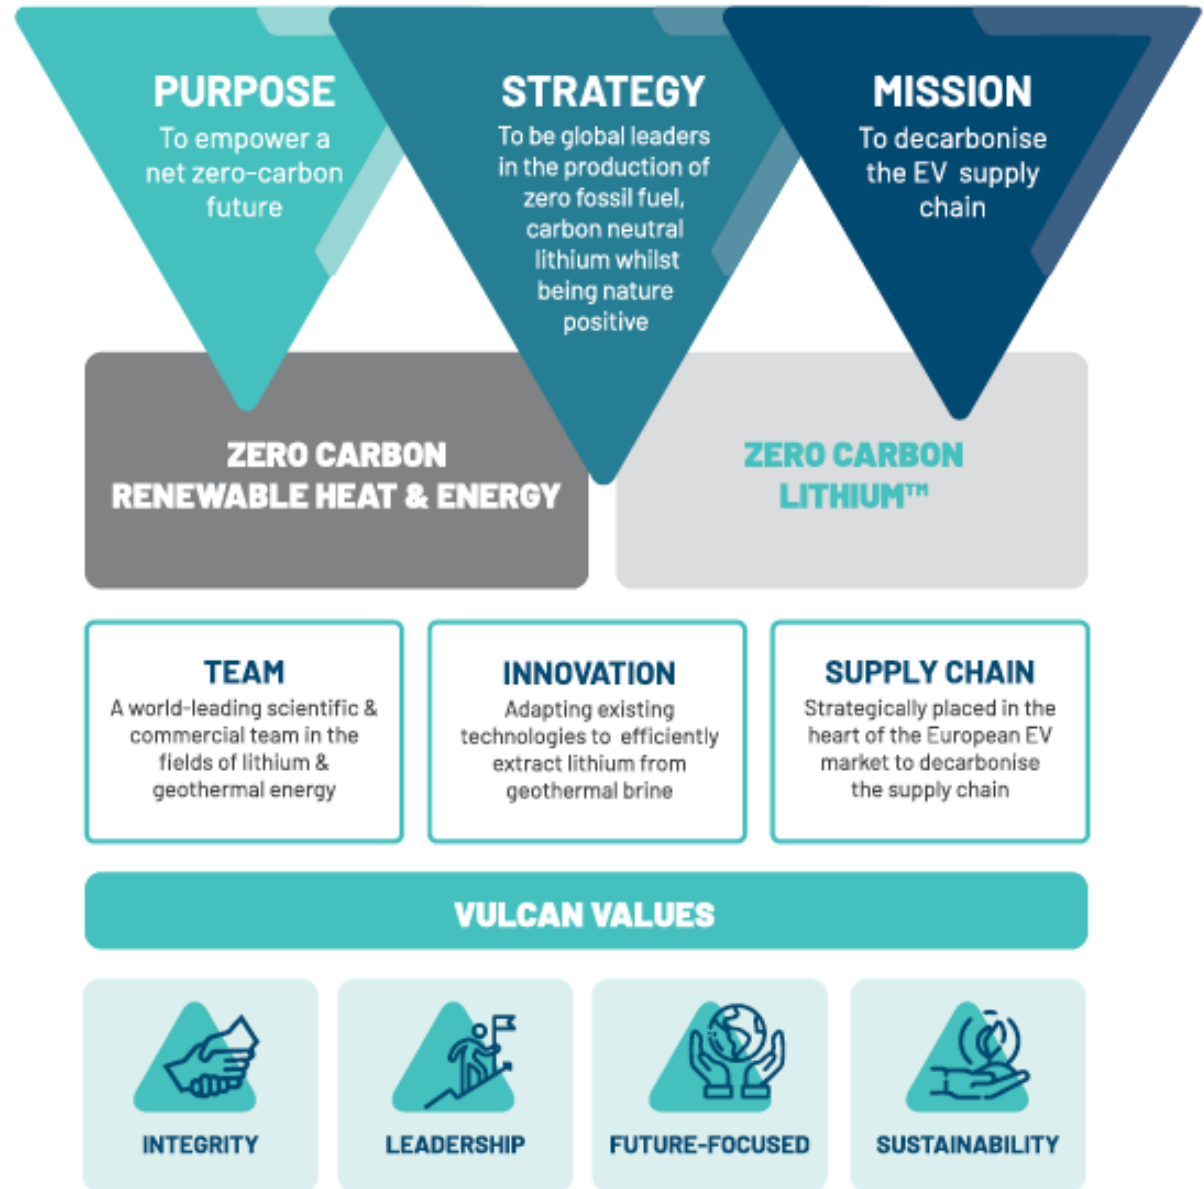 PURPOSE
To empower a
net zero-carbon
future
STRATEGY
To be global leaders
in the production of
zero fossil fuel,
carbon neutral
lithium whilst
being nature
positive
MISSION
To decarbonise
the EV supply
chain
ZERO CARBON
RENEWABLE HEAT & ENERGY
ZERO CARBON
LITHIUM™
TEAM
A world-leading scientific &
commercial team in the
fields of lithium &
geothermal energy
INNOVATION
Adapting existing
technologies to efficiently
extract lithium from
geothermal brine
SUPPLY CHAIN
Strategically placed in the
heart of the European EV
market to decarbonise
the supply chain
VULCAN VALUES
INTEGRITY
LEADERSHIP
FUTURE-FOCUSED
SUSTAINABILITY